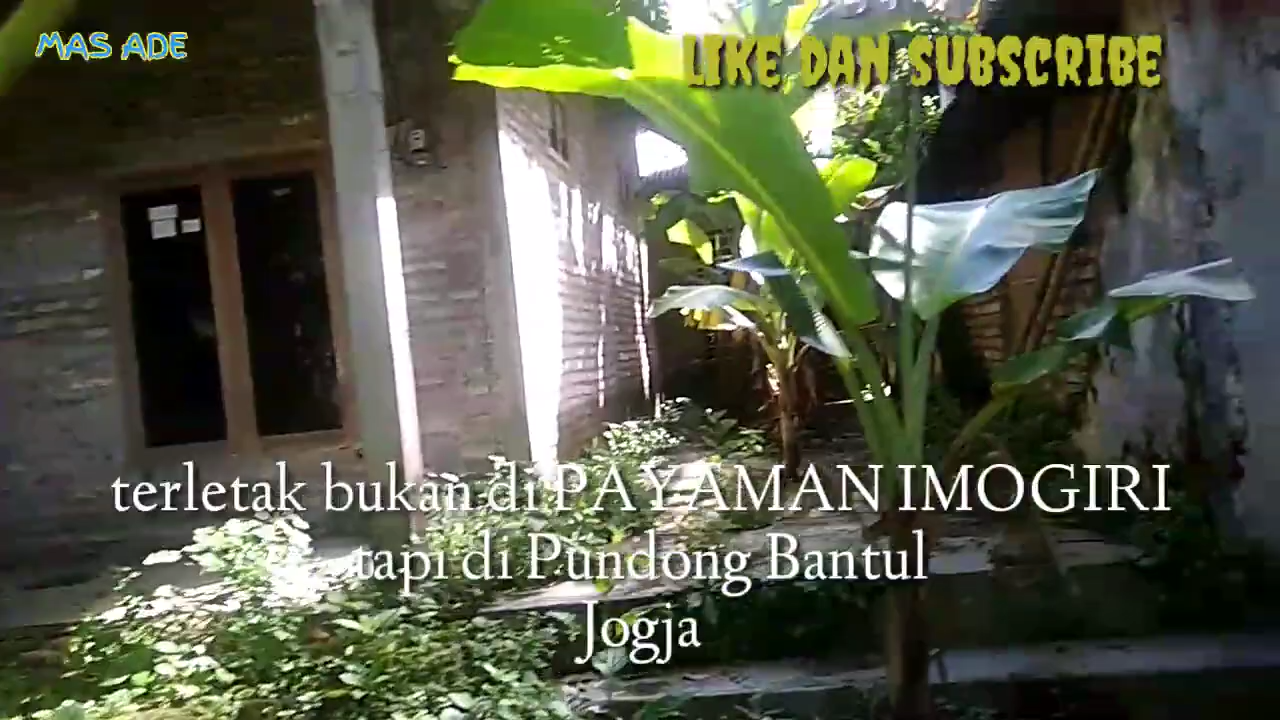 MAS ADE
LIKE DAN SUBSCRIBE
terletak bukan di PAYAMAN IMOGIRI
tapi di Pundong Bantul
Jogja